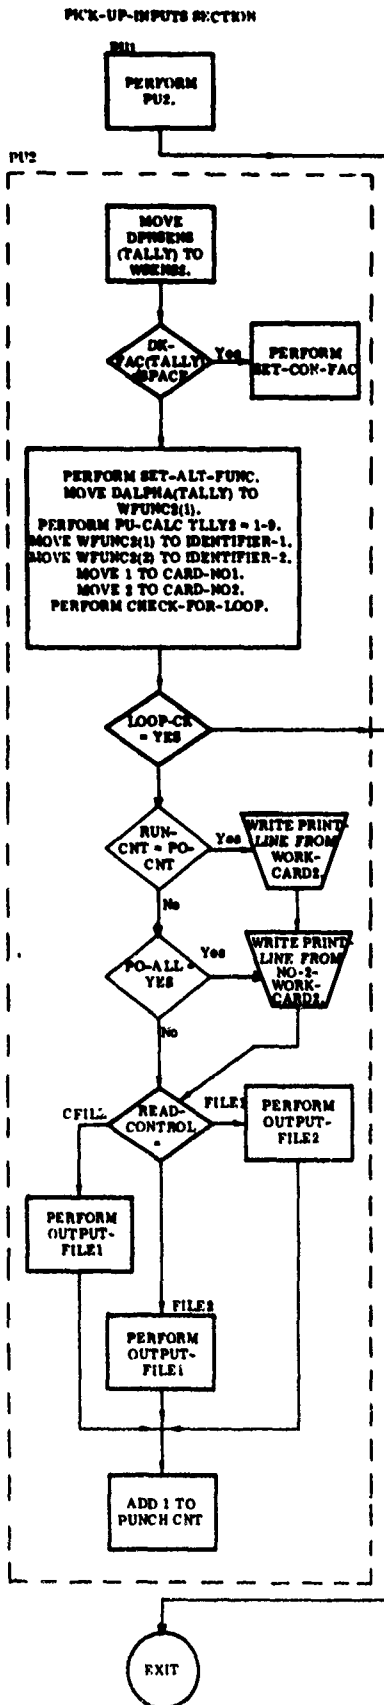 PICK-UP-INPUTS SECTION
PU1
PERFORM
PU2.
PU2
MOVE
(TALLY) TO
DK-
FAC(TALLY)
SPACE
Yes
PERFORM
SET-CON-FAC
PERFORM SET-ALT-FUNC.
MOVE DALPHA(TALLY) TO
WFUNC2(1).
PERFORM PU-CALC TLLY2 = 1-9.
MOVE WFUNC2(1) TO IDENTIFIER-1.
MOVE WFUNC2(2) TO IDENTIFIER-2.
MOVE 1 TO CARD-NO1.
MOVE 2 TO CARD-NO2.
PERFORM CHECK-FOR-LOOP.
LOOP-CK
= YES
RUN-
CNT = PO-
CNT
Yes
WRITE PRINT-
LINE FROM
WORK-
CARD2.
No
PO-ALL =
YES
Yes
WRITE PRINT-
LINE FROM
NO-2-
WORK-
CARD2.
No
READ-
CONTROL
=
PERFORM
OUTPUT-
FILE2
PERFORM
OUTPUT-
FILE1
FILE2
PERFORM
OUTPUT-
FILE1
ADD 1 TO
PUNCH CNT
EXIT